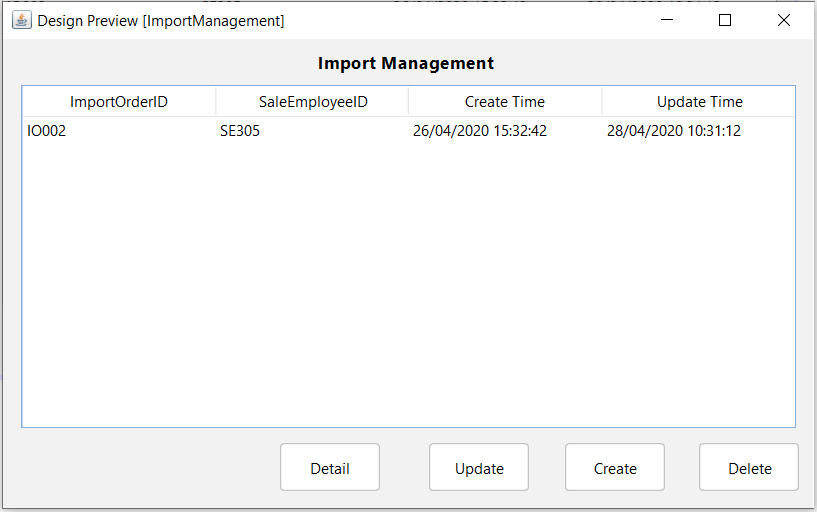 Design Preview [ImportManagement]
Import Management
ImportOrderID SaleEmployeeID Create Time Update Time
IO002 SE305 26/04/2020 15:32:42 28/04/2020 10:31:12
Detail Update Create Delete